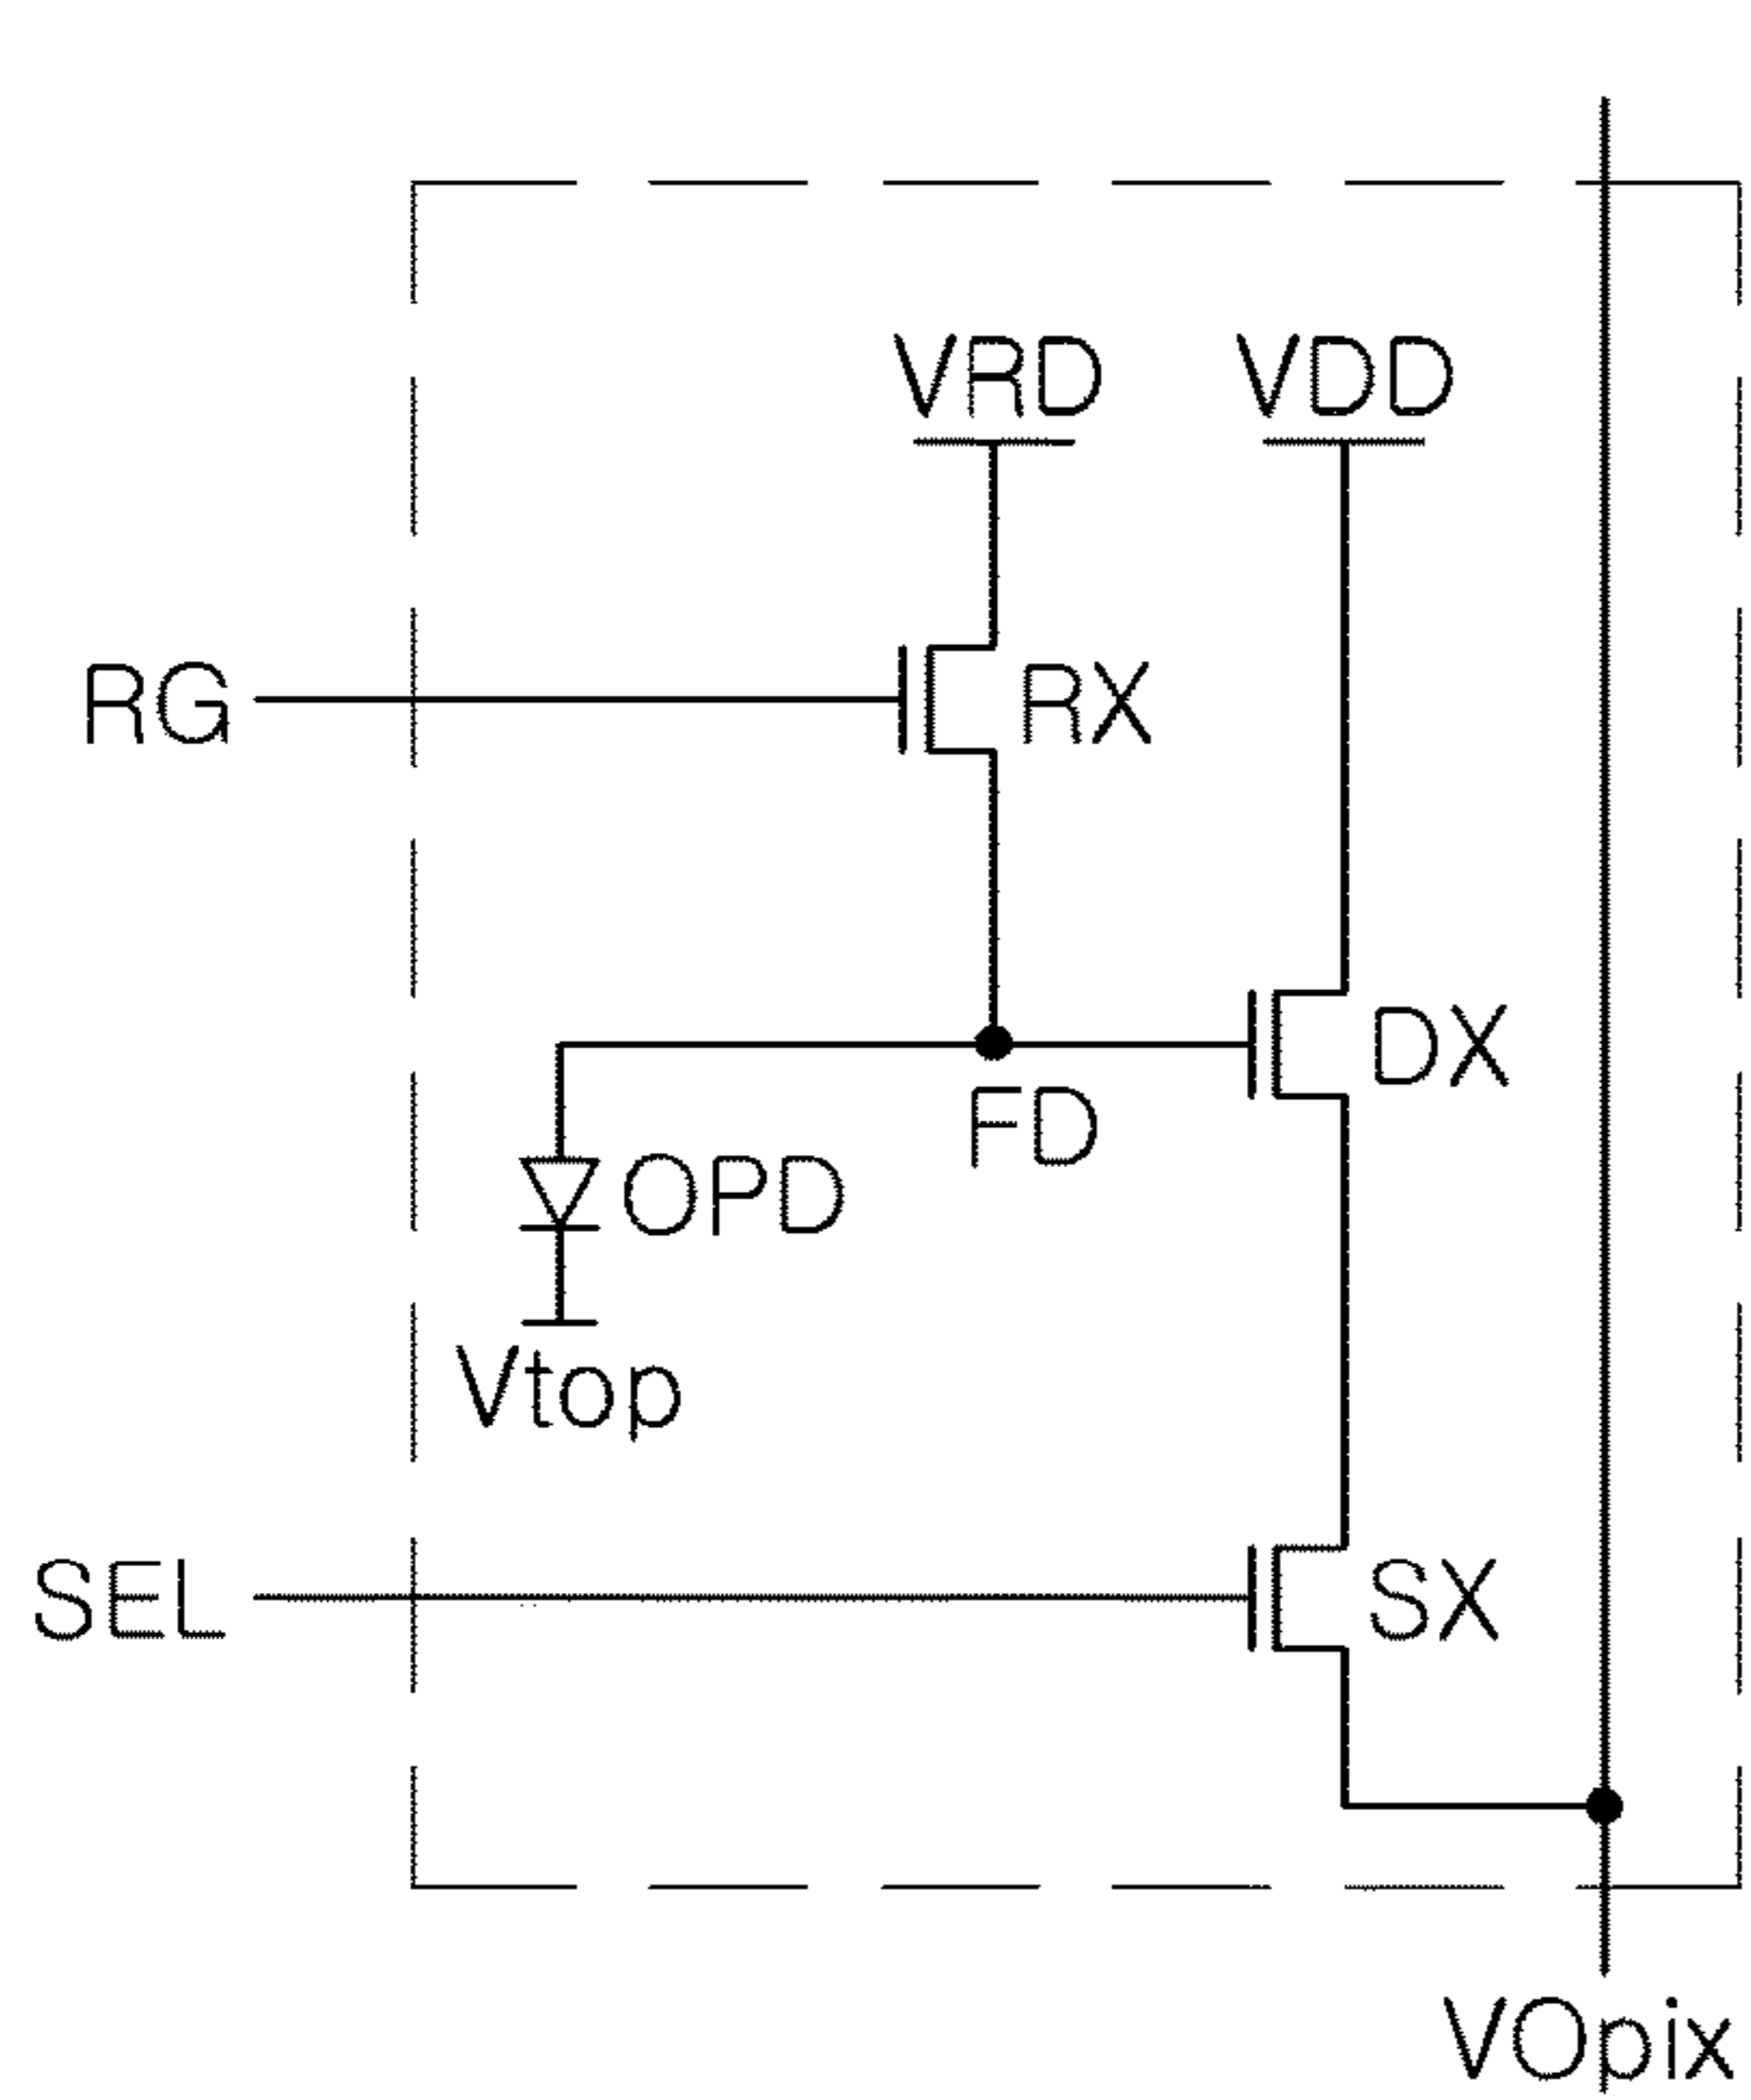 VRD VDD
RG RX
DX
FD
OPD
Vtop
SEL SX
VOpix